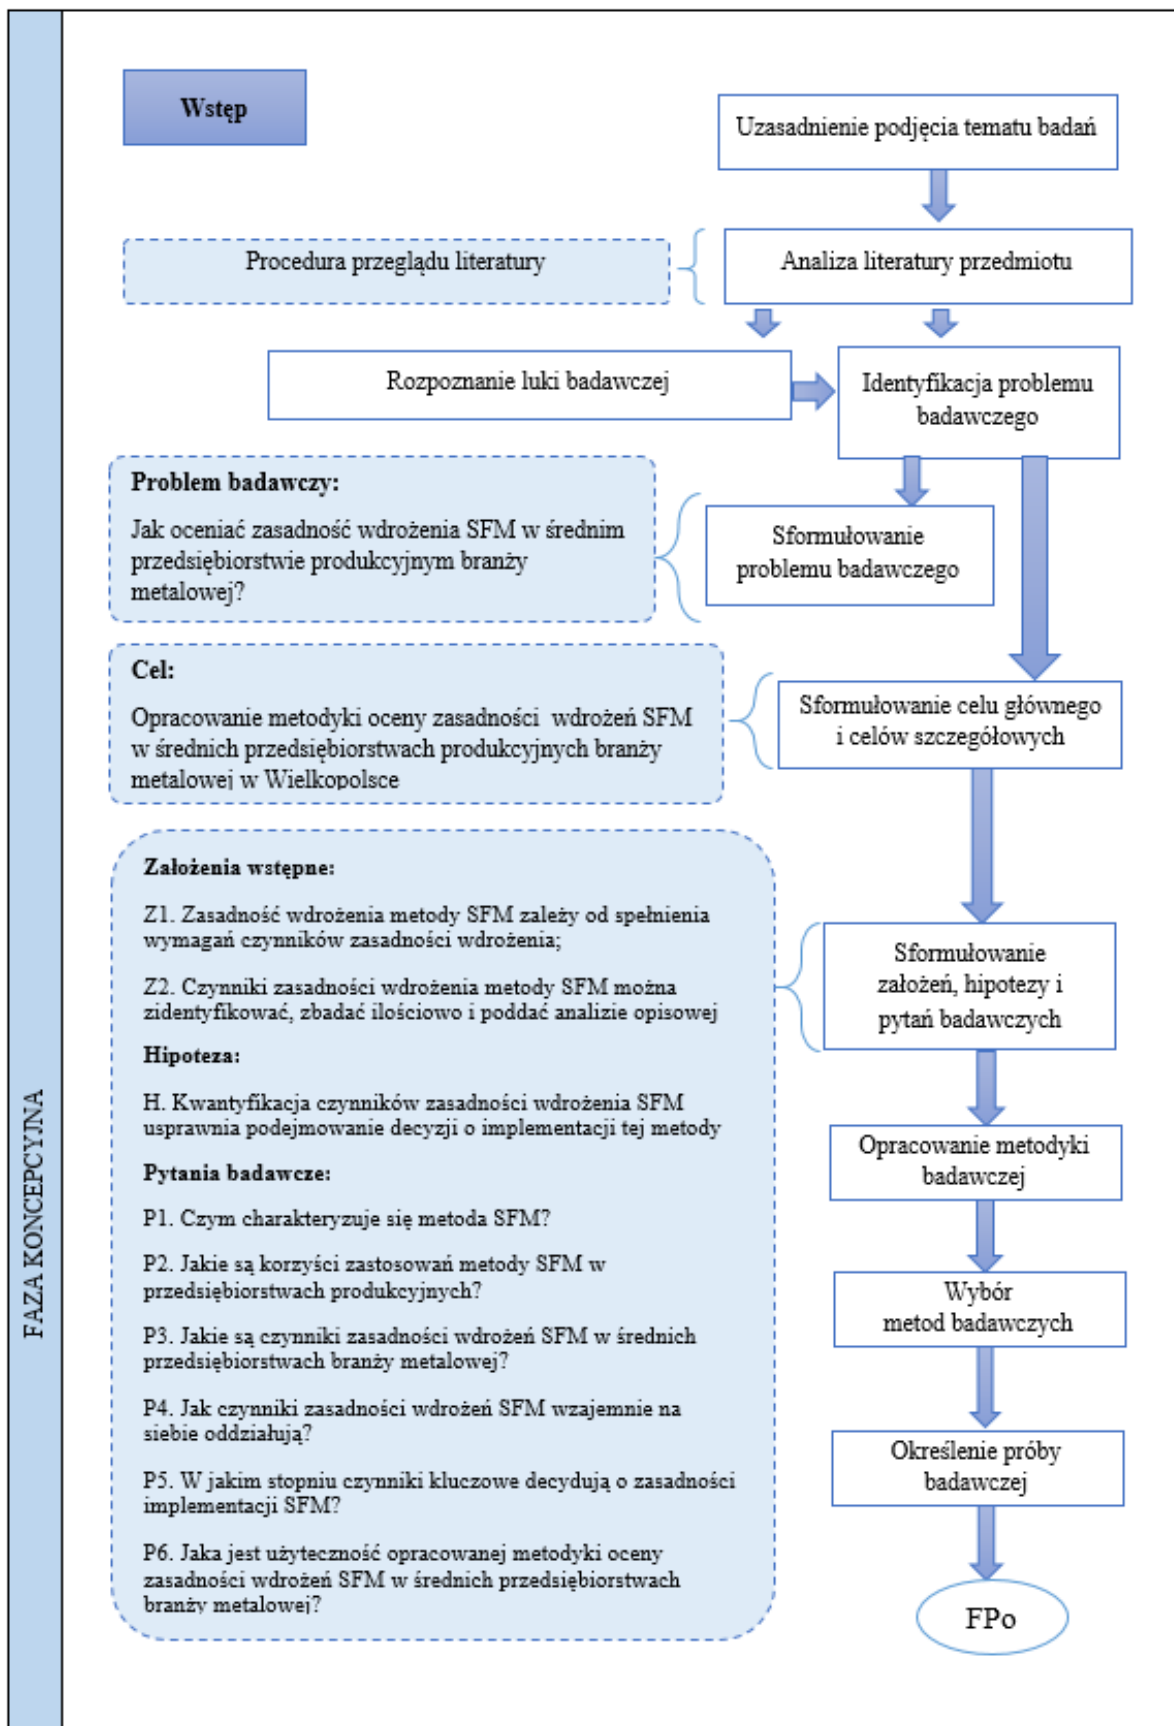 Wstęp
Uzasadnienie podjęcia tematu badań
Procedura przeglądu literatury
Analiza literatury przedmiotu
Rozpoznanie luki badawczej
Identyfikacja problemu
badawczego
Problem badawczy:
Jak oceniać zasadność wdrożenia SFM w średnim
przedsiębiorstwie produkcyjnym branży
metalowej?
Sformułowanie
problemu badawczego
Cel:
Opracowanie metodyki oceny zasadności wdrożeń SFM
w średnich przedsiębiorstwach produkcyjnych branży
metalowej w Wielkopolsce
Sformułowanie celu głównego
i celów szczegółowych
Założenia wstępne:
Z1. Zasadność wdrożenia metody SFM zależy od spełnienia
wymagań czynników zasadności wdrożenia;
Z2. Czynniki zasadności wdrożenia metody SFM można
zidentyfikować, zbadać ilościowo i poddać analizie opisowej
Hipoteza:
H. Kwantyfikacja czynników zasadności wdrożenia SFM
usprawnia podejmowanie decyzji o implementacji tej metody
Pytania badawcze:
P1. Czym charakteryzuje się metoda SFM?
P2. Jakie są korzyści zastosowań metody SFM w
przedsiębiorstwach produkcyjnych?
P3. Jakie są czynniki zasadności wdrożeń SFM w średnich
przedsiębiorstwach branży metalowej?
P4. Jak czynniki zasadności wdrożeń SFM wzajemnie na
siebie oddziałują?
P5. W jakim stopniu czynniki kluczowe decydują o zasadności
implementacji SFM?
P6. Jaka jest użyteczność opracowanej metodyki oceny
zasadności wdrożeń SFM w średnich przedsiębiorstwach
branży metalowej?
Sformułowanie
założeń, hipotezy i
pytań badawczych
Opracowanie metodyki
badawczej
Wybór
metod badawczych
Określenie próby
badawczej
FPo
FAZA KONCEPCYJNA